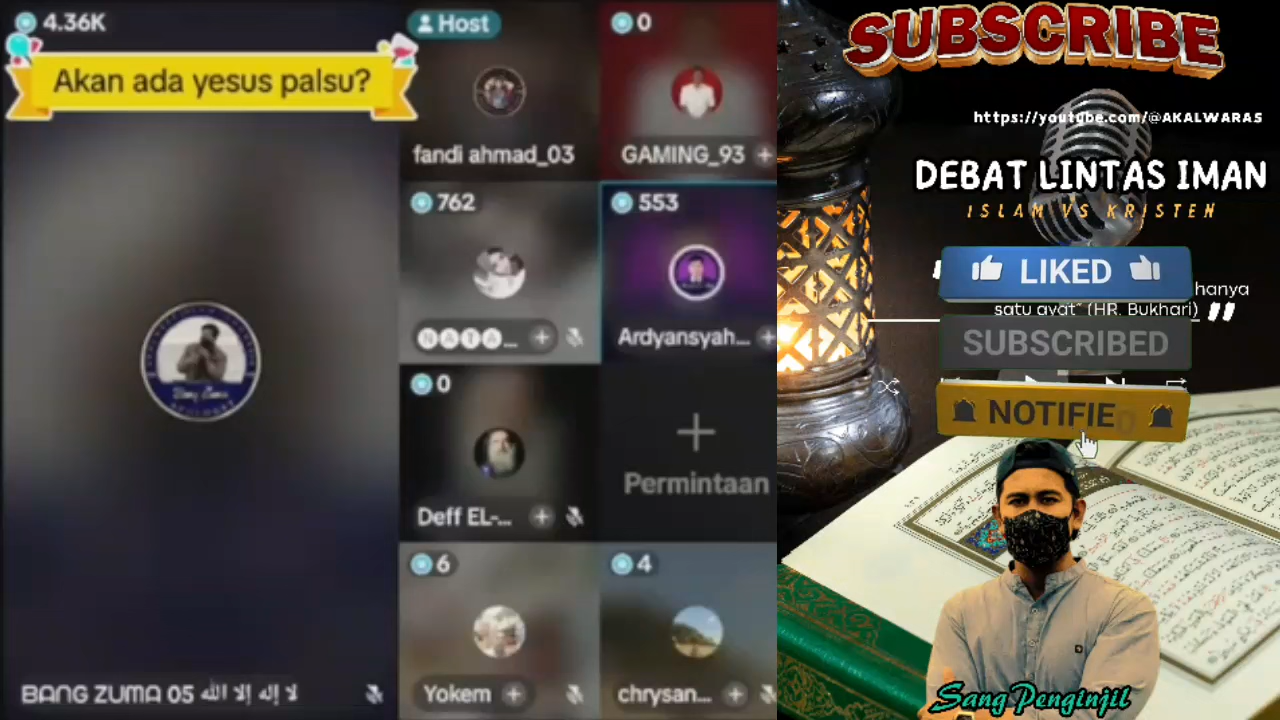 4.36K
Akan ada yesus palsu?
BANG ZUMA 05 لا إله إلا الله
Host
fandi ahmad_03
0
GAMING_93
762
NATA...
553
Ardyansyah...
0
Deff EL-...
Permintaan
6
Yokem
4
chrysan...
SUBSCRIBE
https://youtube.com/@AKALWARAS
DEBAT LINTAS IMAN
ISLAM VS KRISTEN
LIKED
hanya
satu ayat" (HR. Bukhari)
SUBSCRIBED
NOTIFIED
Sang Penginjil